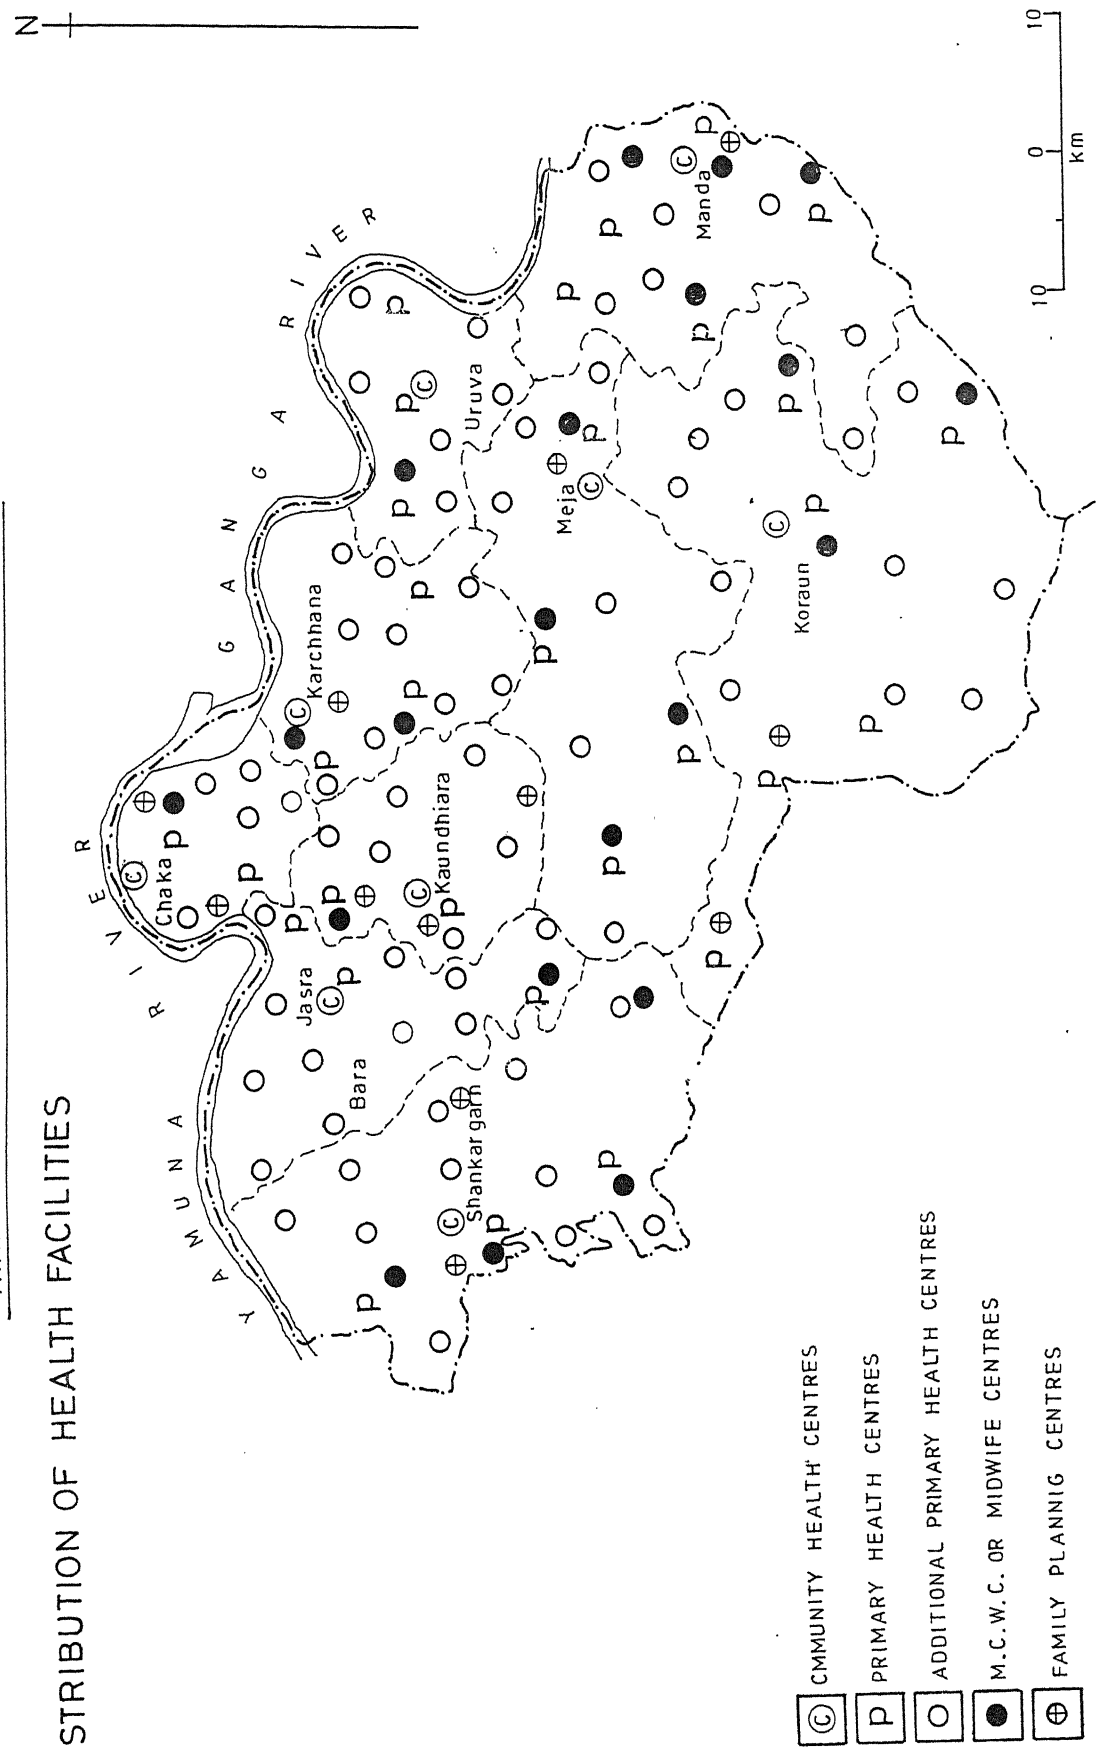 STRIBUTION OF HEALTH FACILITIES
N
YAMUNA RIVER
GANGA RIVER
Chaka
Karchhana
Jasra
Bara
Kaundhiara
Uruva
Shankargarh
Meja
Manda
Koraun
C CMMUNITY HEALTH CENTRES
P PRIMARY HEALTH CENTRES
ADDITIONAL PRIMARY HEALTH CENTRES
M.C.W.C. OR MIDWIFE CENTRES
FAMILY PLANNIG CENTRES
10 0 10
km